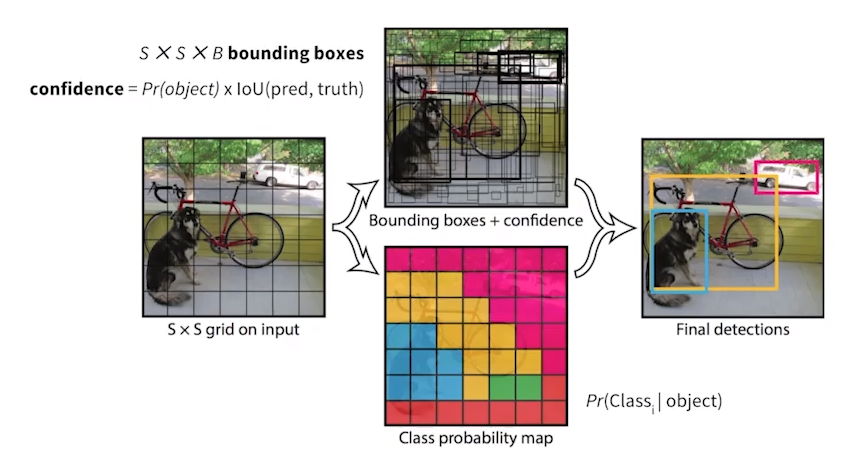 S × S × B bounding boxes
confidence = Pr(object) x IoU(pred, truth)
Bounding boxes + confidence
S × S grid on input
Final detections
Pr(Classᵢ | object)
Class probability map